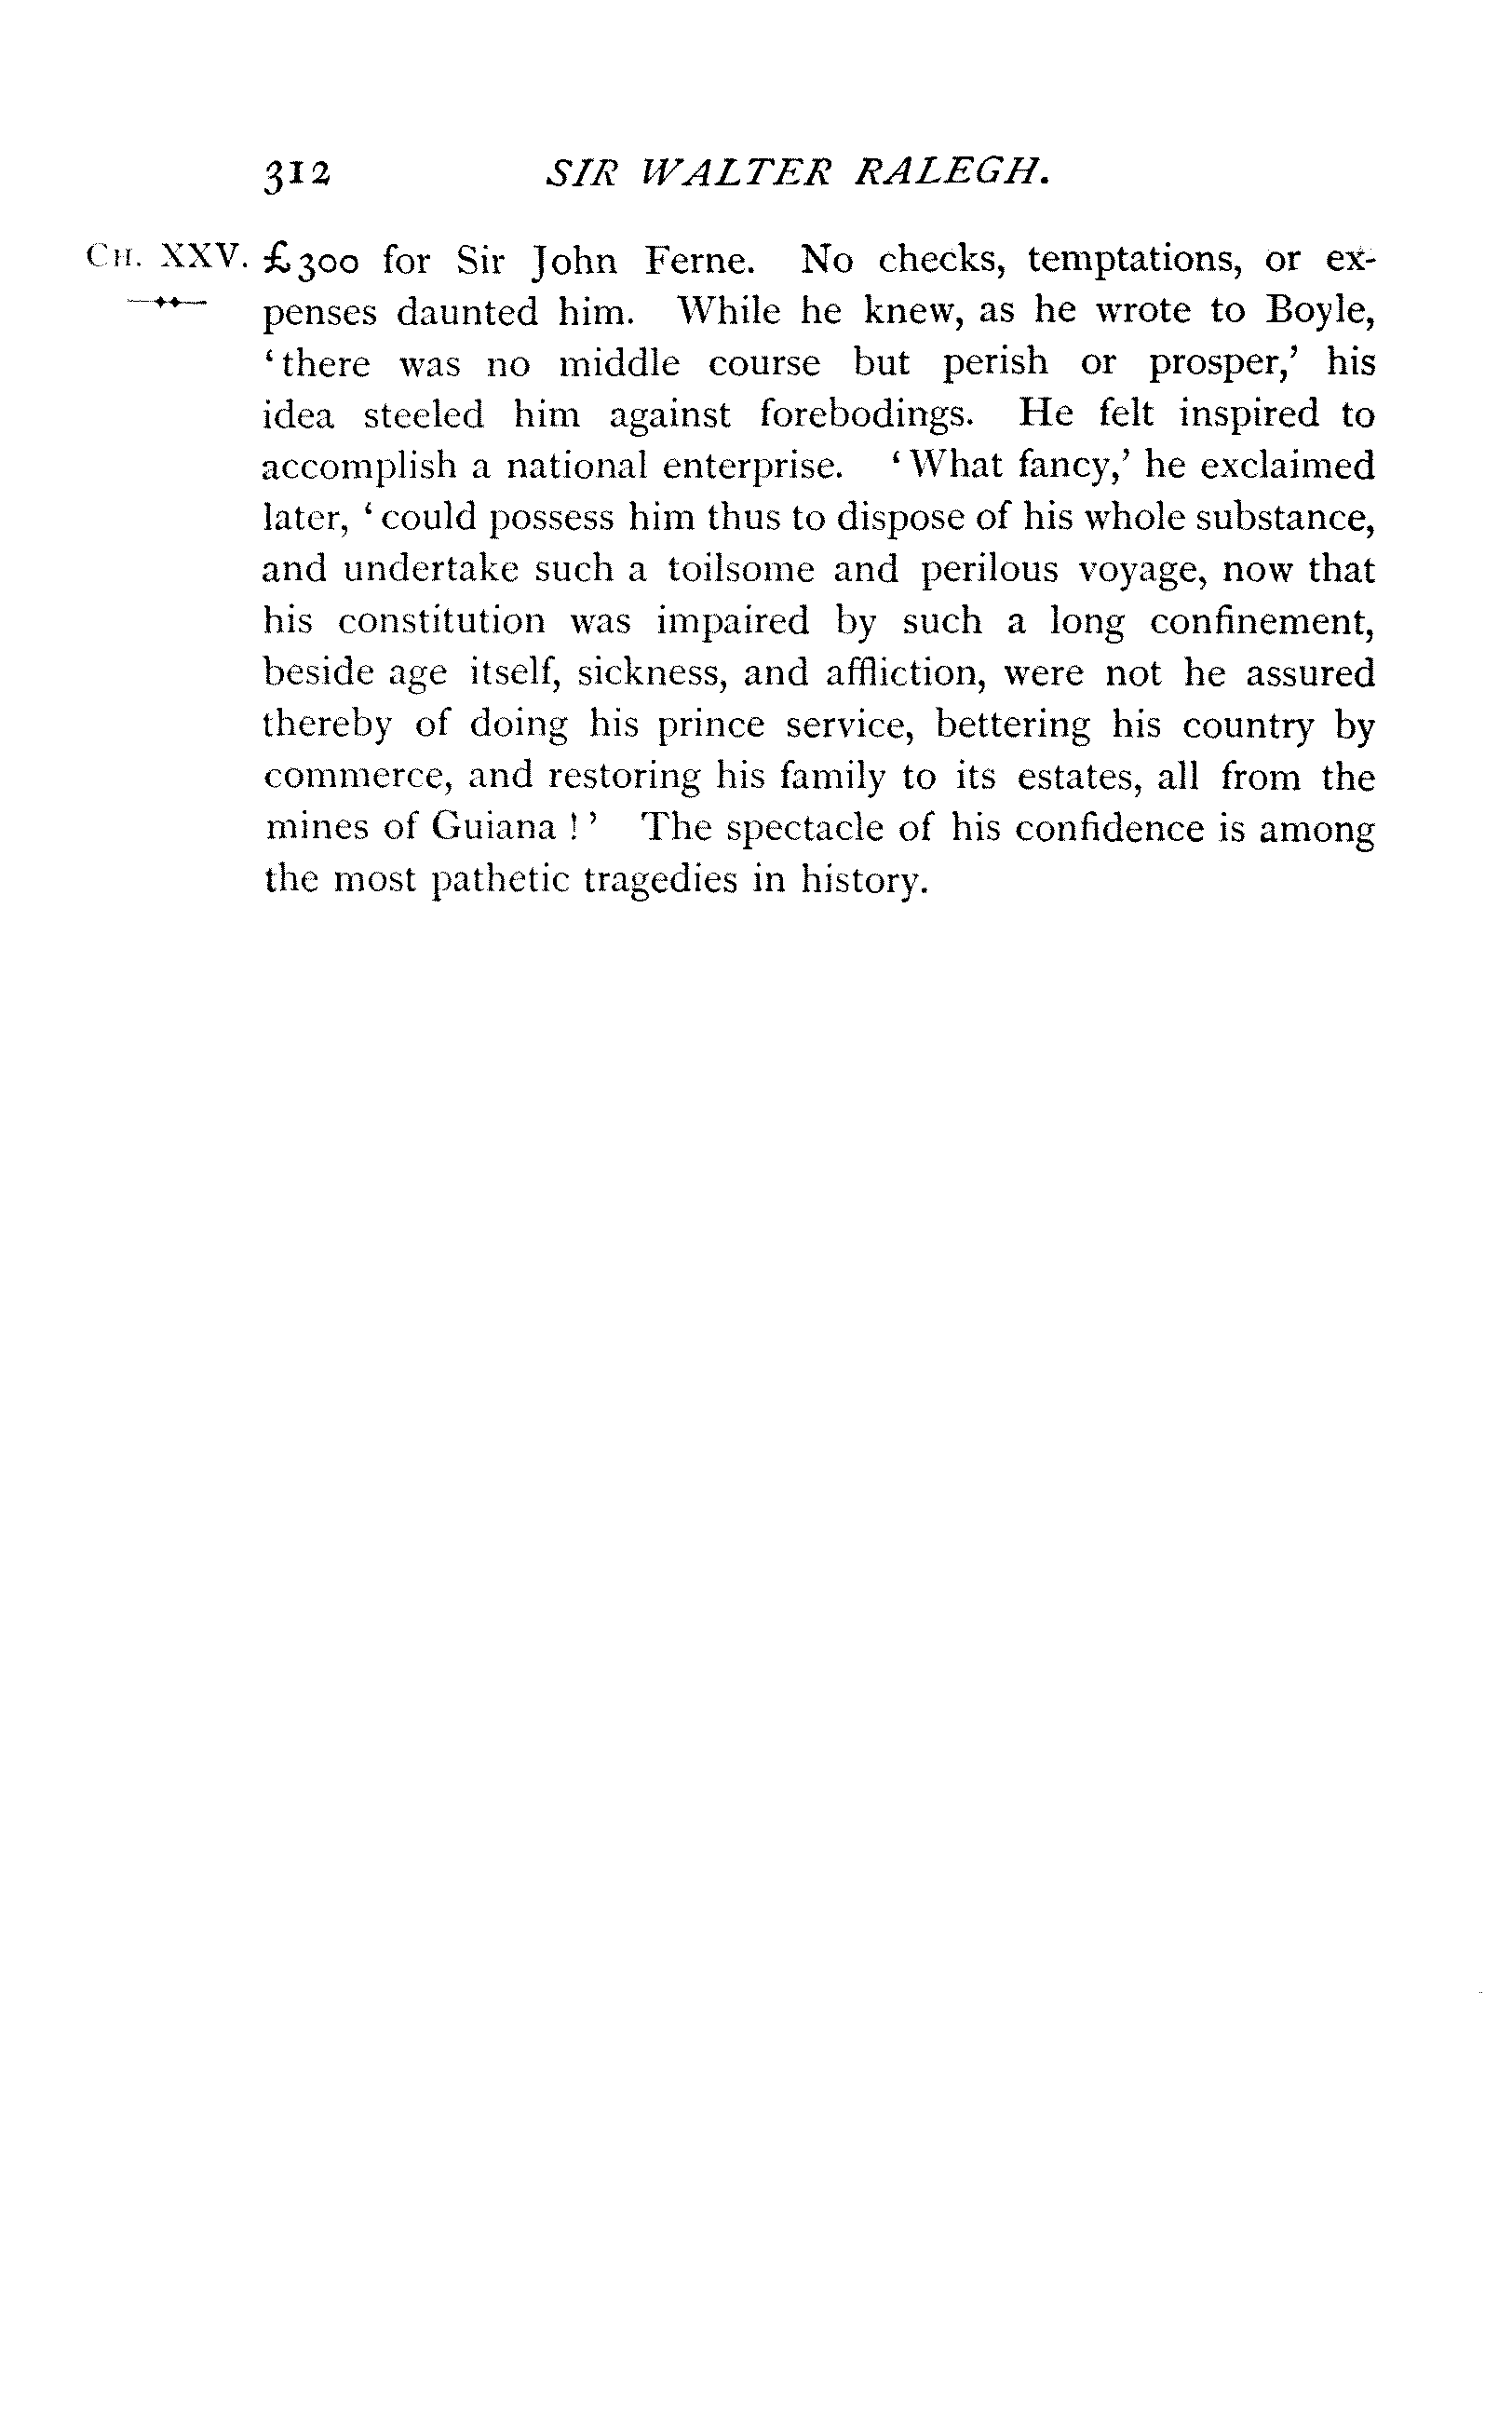 312 SIR WALTER RALEGH.
CH. XXV. £300 for Sir John Ferne. No checks, temptations, or ex-
penses daunted him. While he knew, as he wrote to Boyle,
‘there was no middle course but perish or prosper,’ his
idea steeled him against forebodings. He felt inspired to
accomplish a national enterprise. ‘What fancy,’ he exclaimed
later, ‘could possess him thus to dispose of his whole substance,
and undertake such a toilsome and perilous voyage, now that
his constitution was impaired by such a long confinement,
beside age itself, sickness, and affliction, were not he assured
thereby of doing his prince service, bettering his country by
commerce, and restoring his family to its estates, all from the
mines of Guiana !’ The spectacle of his confidence is among
the most pathetic tragedies in history.